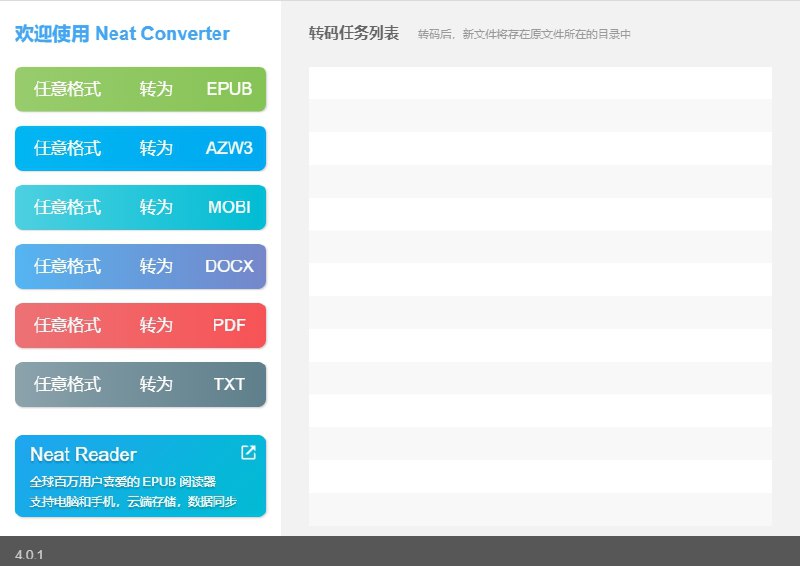 欢迎使用 Neat Converter
任意格式 转为 EPUB
任意格式 转为 AZW3
任意格式 转为 MOBI
任意格式 转为 DOCX
任意格式 转为 PDF
任意格式 转为 TXT
Neat Reader
全球百万用户喜爱的 EPUB 阅读器
支持电脑和手机，云端存储，数据同步
转码任务列表 转码后，新文件将存在原文件所在的目录中
4.0.1